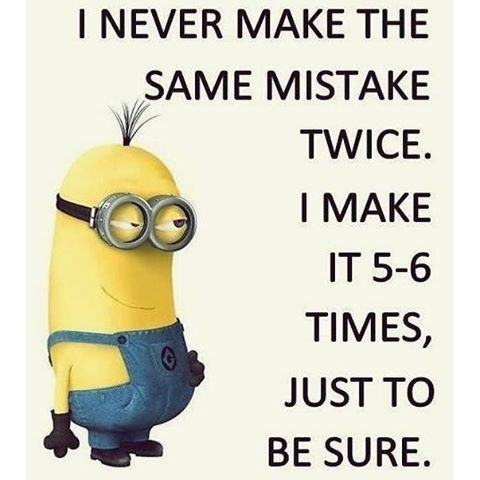 I NEVER MAKE THE
SAME MISTAKE
TWICE.
I MAKE
IT 5-6
TIMES,
JUST TO
BE SURE.